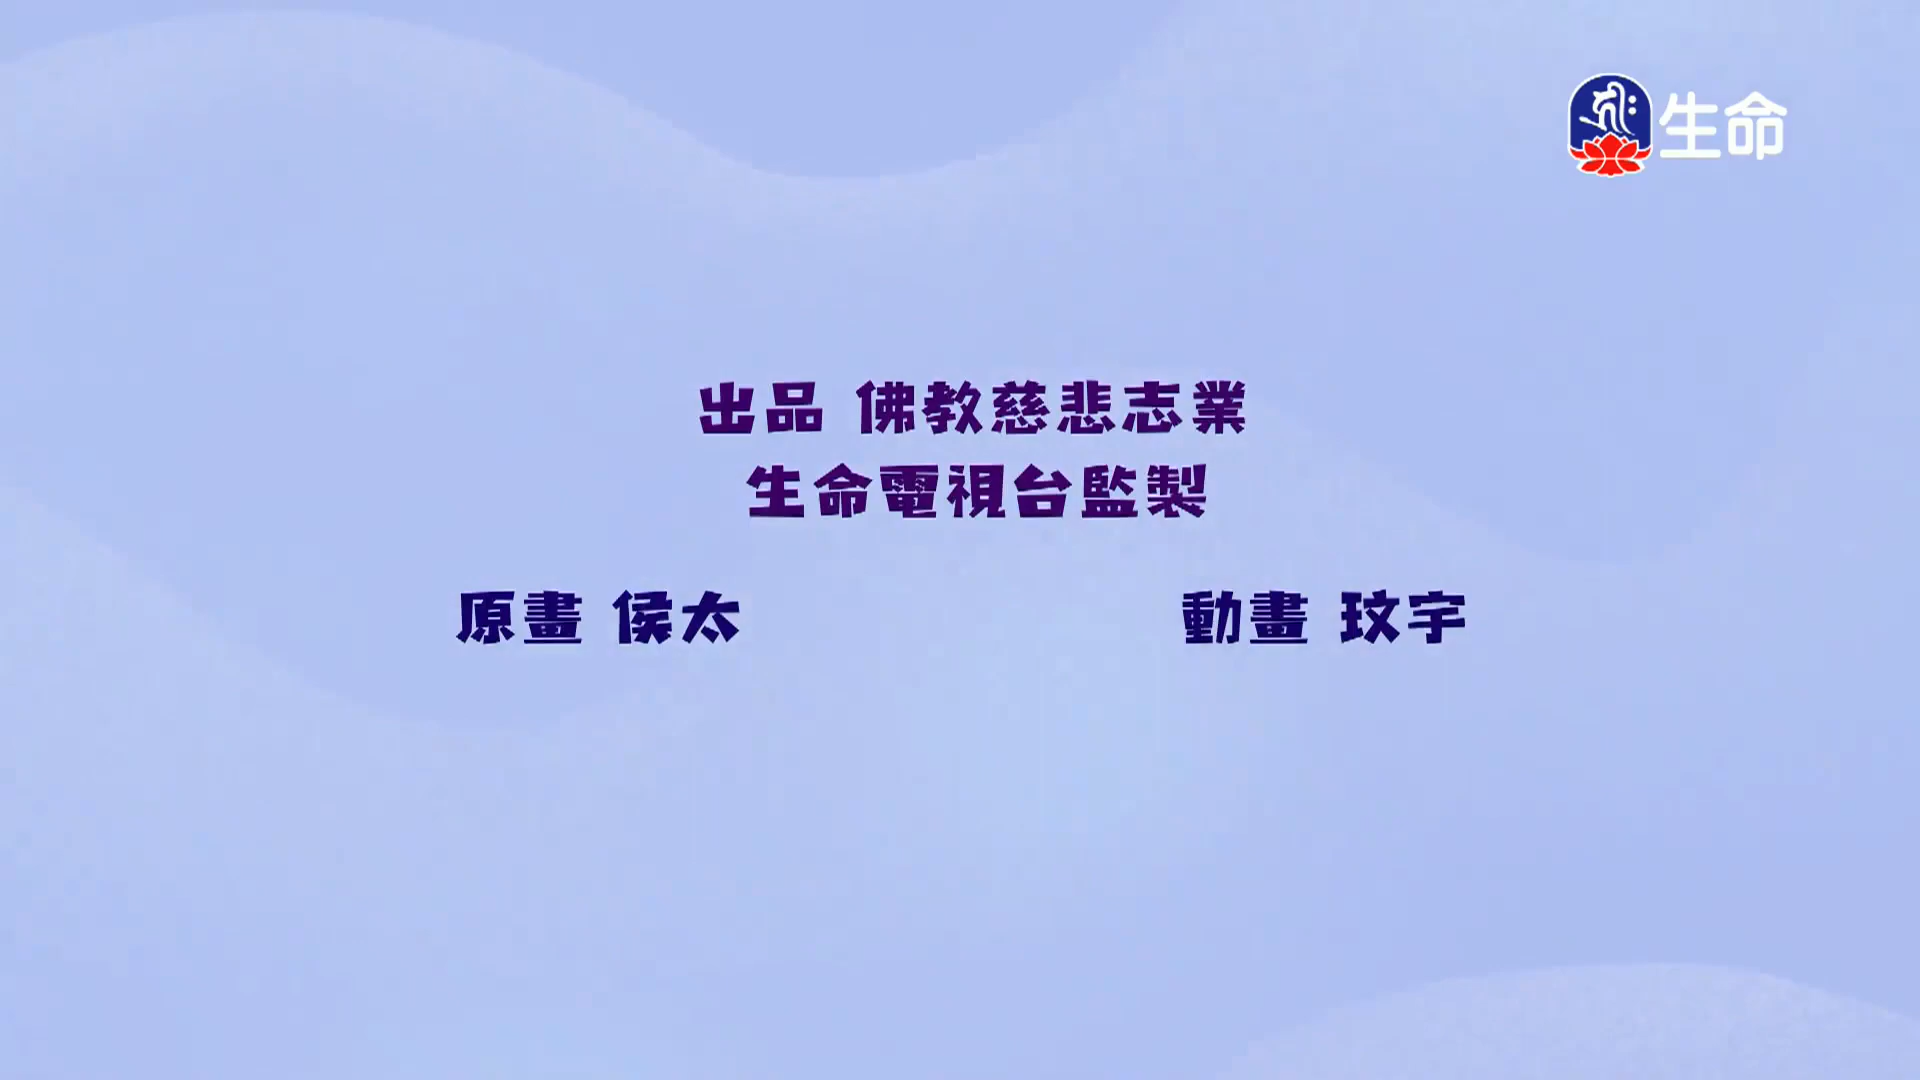 生命
出品 佛教慈悲志業
生命電視台監製
原畫 侯太
動畫 玟宇